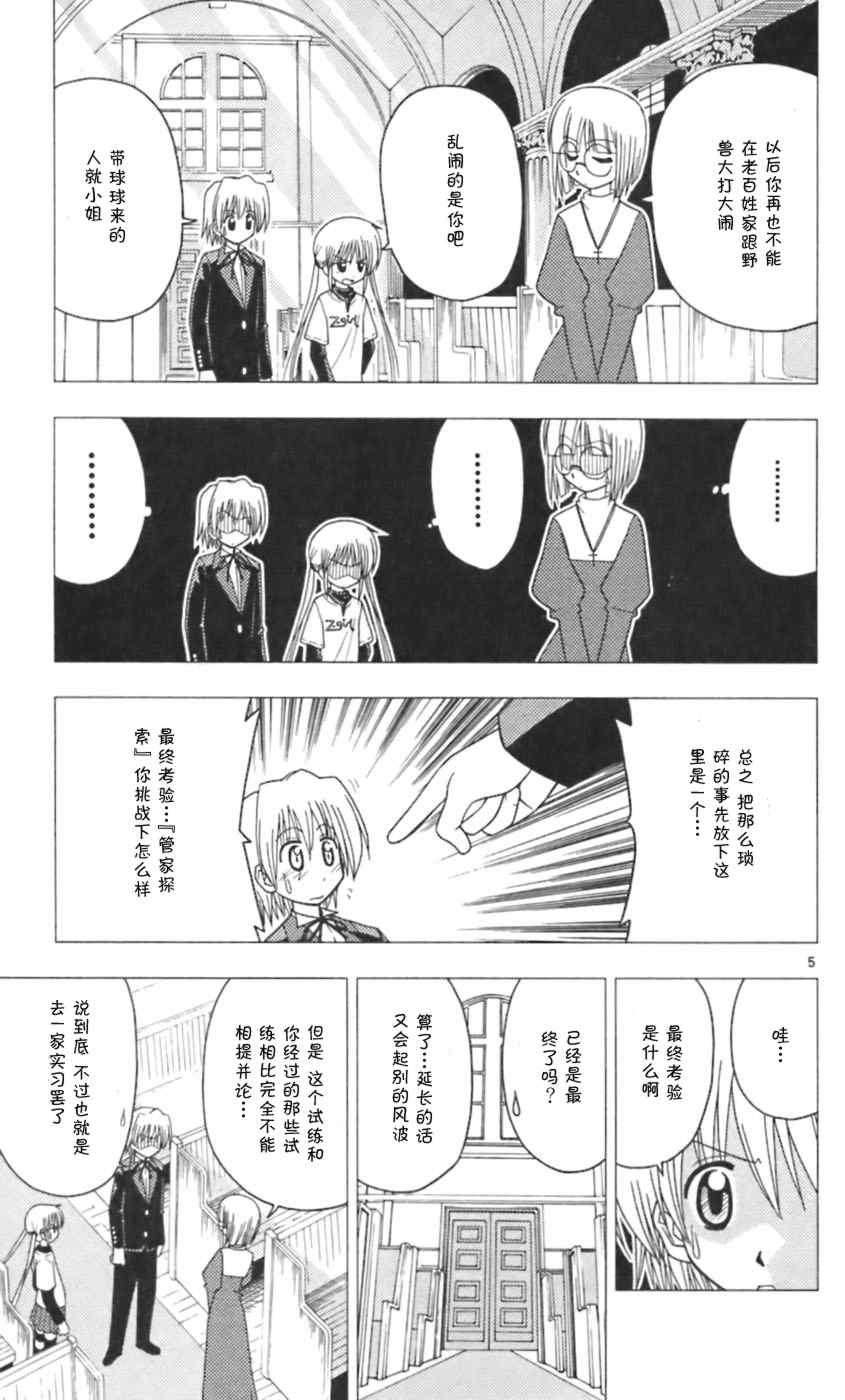 以后你再也不能
在老百姓家跟野
兽大打大闹
乱闹的是你吧
带球球来的
人就小姐
Zgirl
………
………
………
Zgirl
总之 把那么琐
碎的事先放下这
里是一个…
最终考验…『管家探
索』你挑战下怎么样
5
哇…
最终考验
是什么啊
已经是最
终了吗?
算了…延长的话
又会起别的风波
但是 这个试练和
你经过的那些试
练相比完全不能
相提并论…
说到底 不过也就是
去一家实习罢了